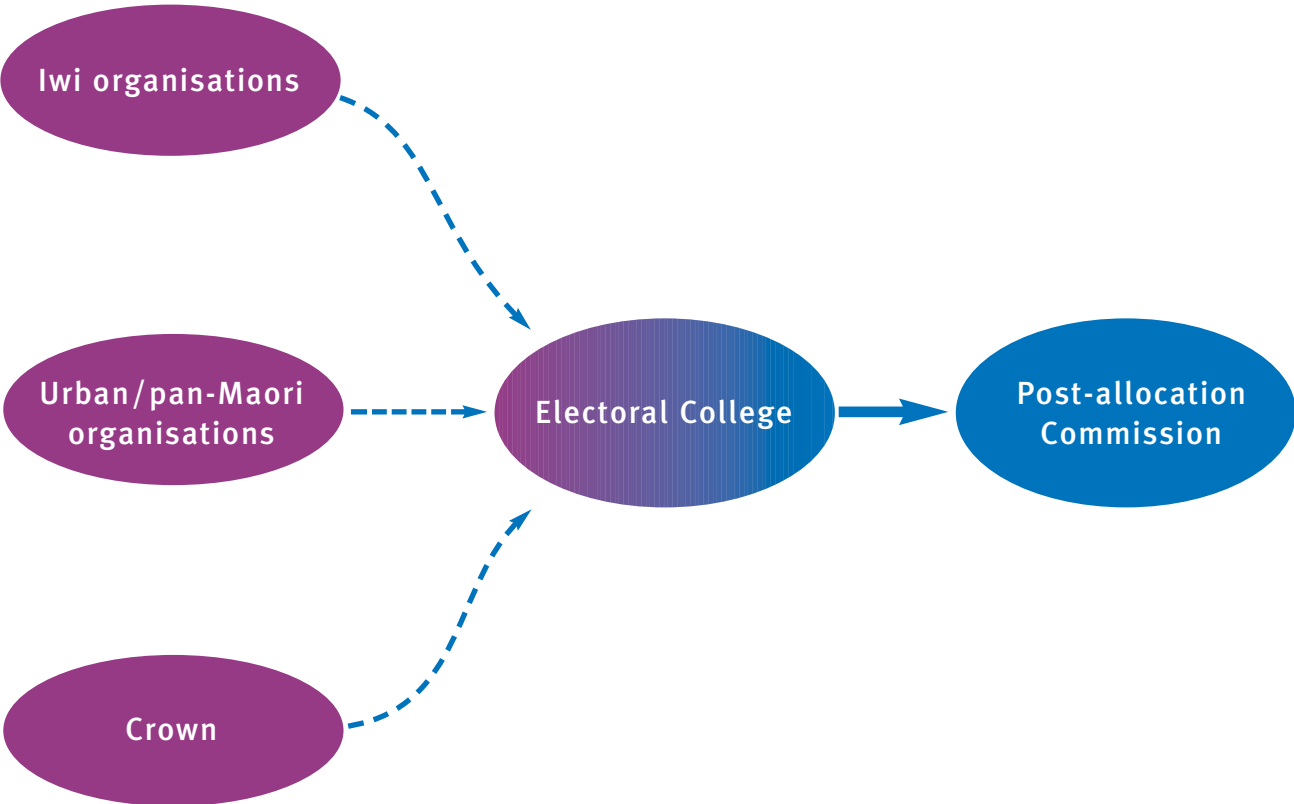 Iwi organisations
Urban/pan-Maori
organisations
Electoral College
Post-allocation
Commission
Crown